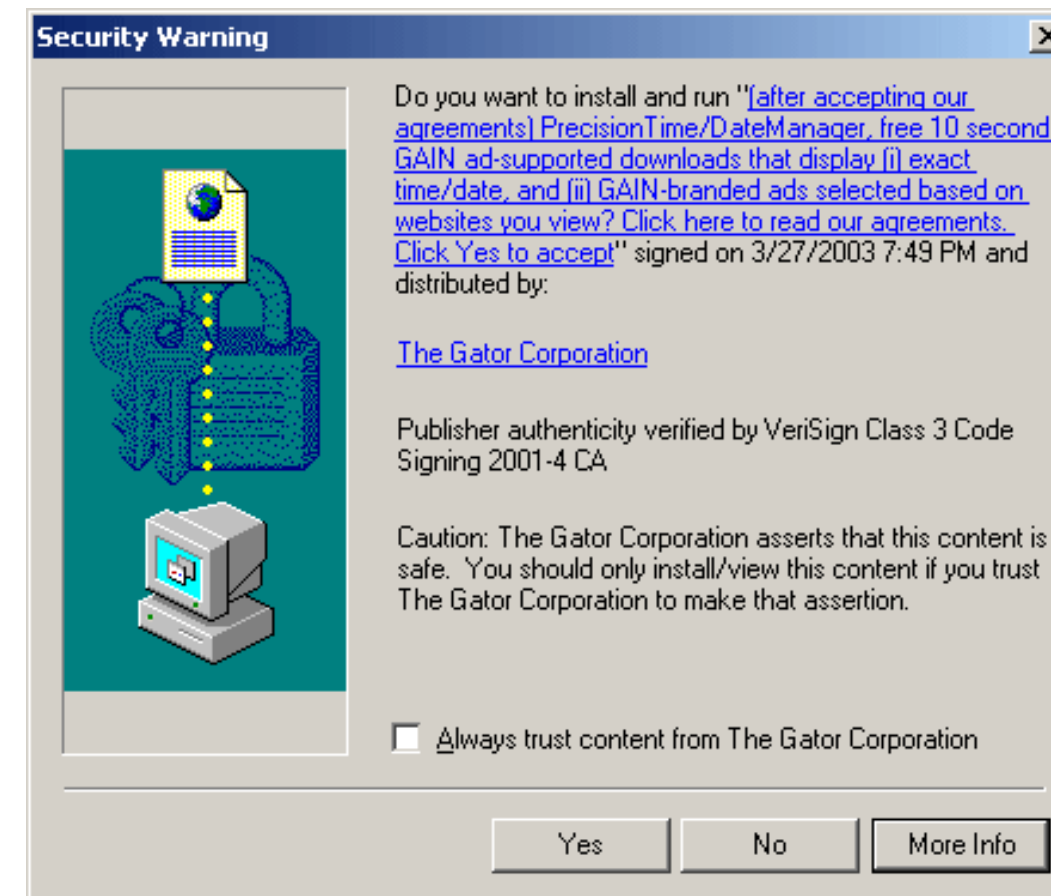 Security Warning
Do you want to install and run "(after accepting our
agreements) PrecisionTime/DateManager, free 10 second
GAIN ad-supported downloads that display (i) exact
time/date, and (ii) GAIN-branded ads selected based on
websites you view? Click here to read our agreements.
Click Yes to accept" signed on 3/27/2003 7:49 PM and
distributed by:
The Gator Corporation
Publisher authenticity verified by VeriSign Class 3 Code
Signing 2001-4 CA
Caution: The Gator Corporation asserts that this content is
safe.  You should only install/view this content if you trust
The Gator Corporation to make that assertion.
Always trust content from The Gator Corporation
Yes
No
More Info